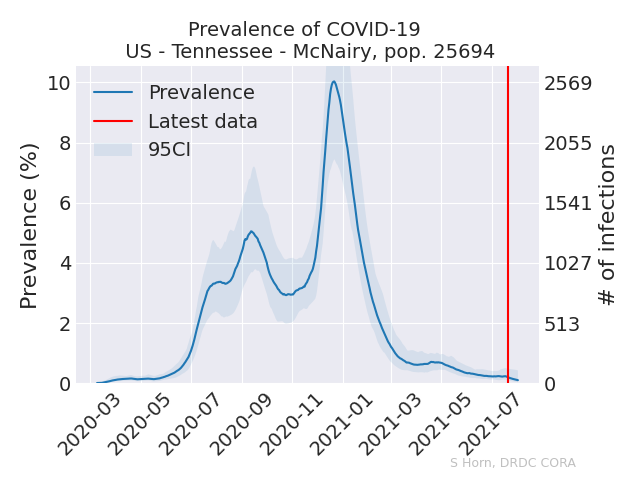 Prevalence of COVID-19
US - Tennessee - McNairy, pop. 25694
Prevalence
Latest data
95CI
Prevalence (%)
10
8
6
4
2
0
2569
2055
1541
1027
513
0
# of infections
2020-03
2020-05
2020-07
2020-09
2020-11
2021-01
2021-03
2021-05
2021-07
S Horn, DRDC CORA